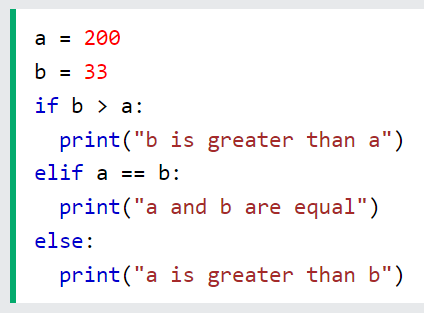 a = 200
b = 33
if b > a:
  print("b is greater than a")
elif a == b:
  print("a and b are equal")
else:
  print("a is greater than b")